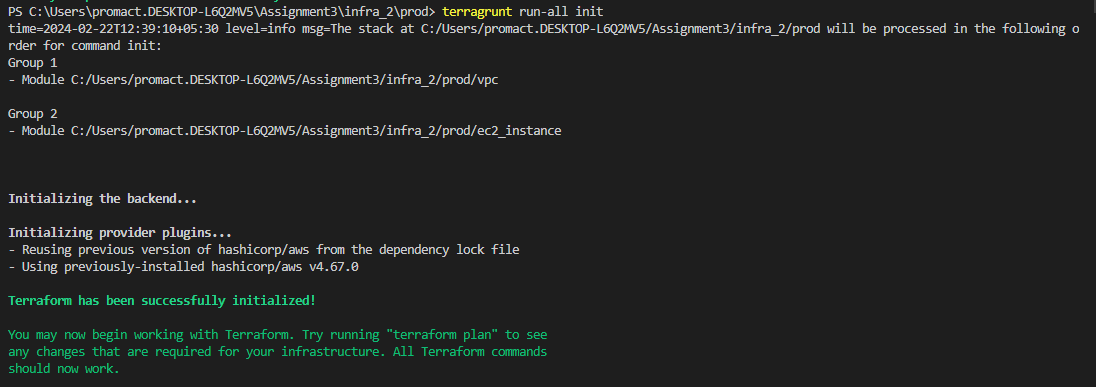 PS C:\Users\promact.DESKTOP-L6Q2MV5\Assignment3\infra_2\prod> terragrunt run-all init
time=2024-02-22T12:39:10+05:30 level=info msg=The stack at C:/Users/promact.DESKTOP-L6Q2MV5/Assignment3/infra_2/prod will be processed in the following o
rder for command init:
Group 1
- Module C:/Users/promact.DESKTOP-L6Q2MV5/Assignment3/infra_2/prod/vpc
Group 2
- Module C:/Users/promact.DESKTOP-L6Q2MV5/Assignment3/infra_2/prod/ec2_instance
Initializing the backend...
Initializing provider plugins...
- Reusing previous version of hashicorp/aws from the dependency lock file
- Using previously-installed hashicorp/aws v4.67.0
Terraform has been successfully initialized!
You may now begin working with Terraform. Try running "terraform plan" to see
any changes that are required for your infrastructure. All Terraform commands
should now work.